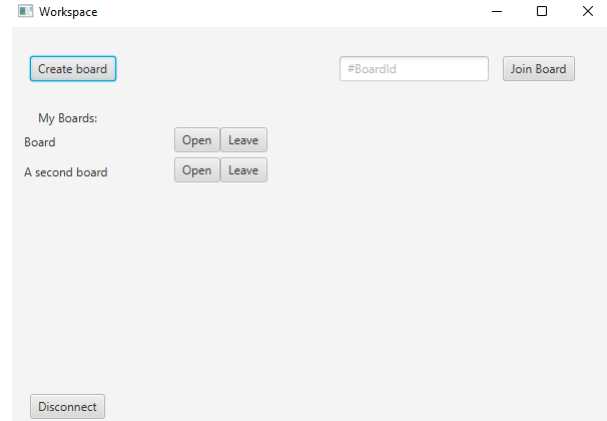 Workspace
Create board #BoardId Join Board
My Boards:
Board Open Leave
A second board Open Leave
Disconnect